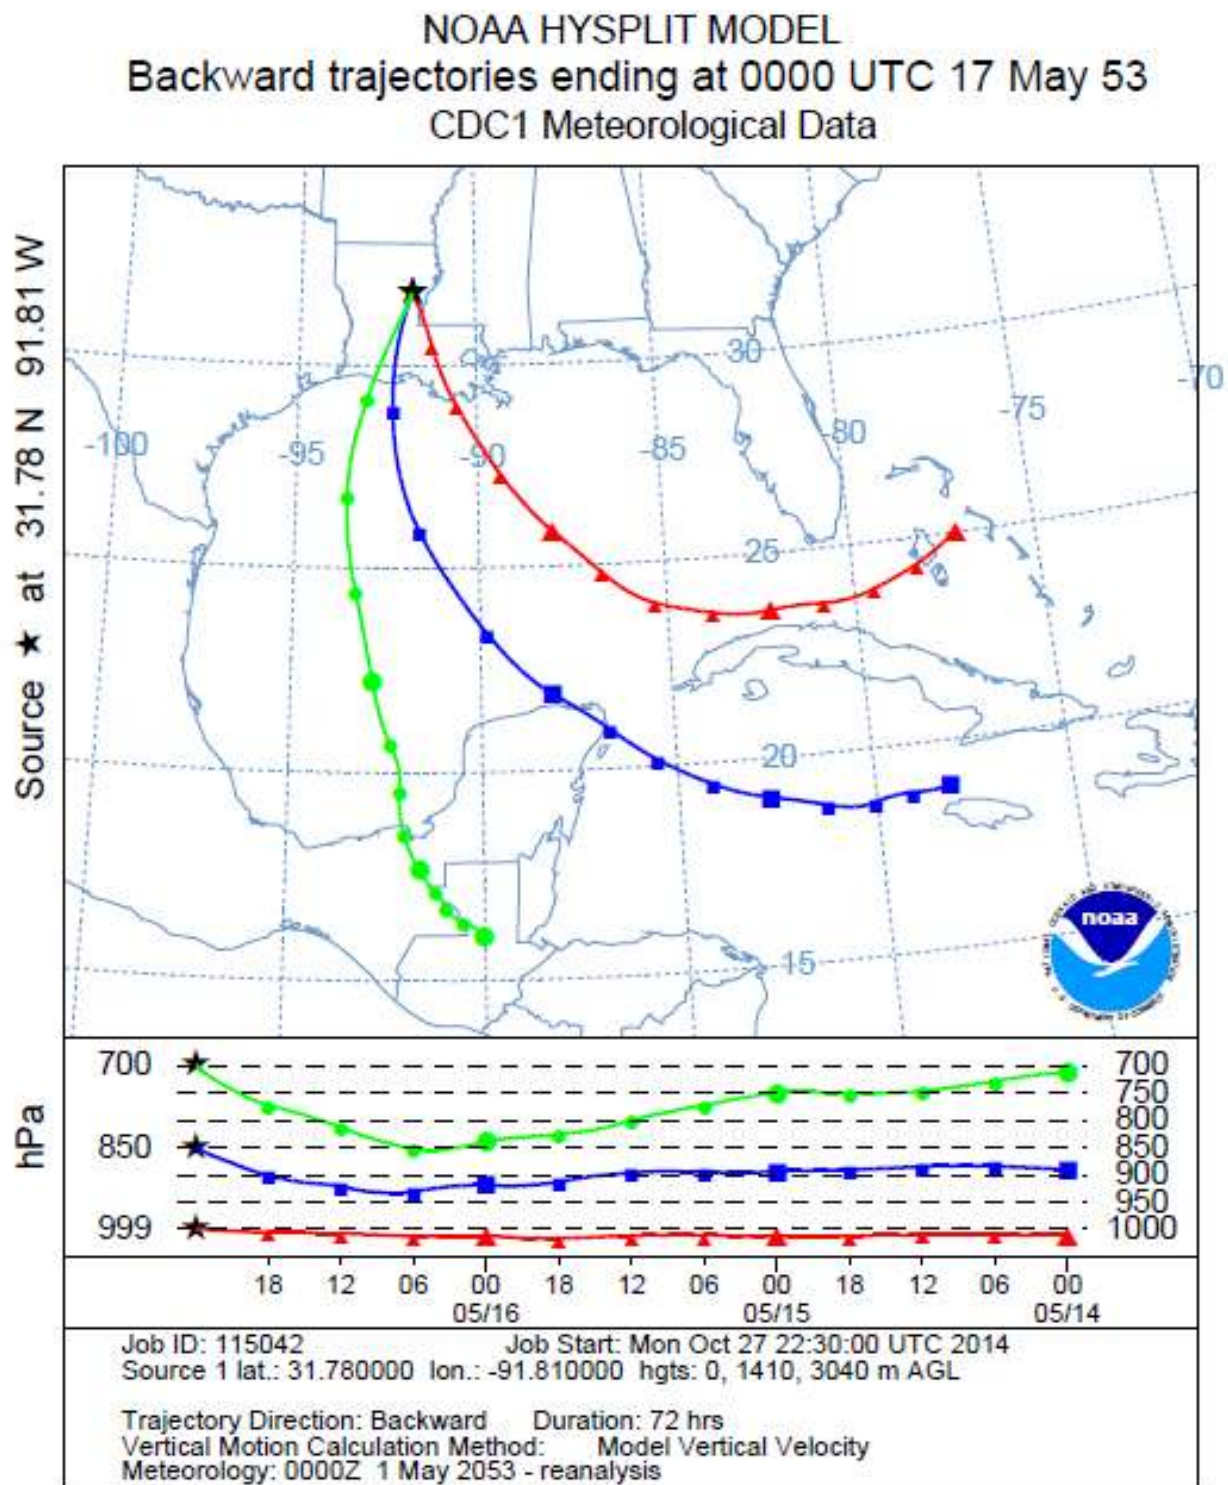 NOAA HYSPLIT MODEL
Backward trajectories ending at 0000 UTC 17 May 53
CDC1 Meteorological Data
Source ★ at 31.78 N 91.81 W
30
-70
-75
-80
-85
-90
-95
-100
25
20
15
noaa
hPa
700
850
999
700
750
800
850
900
950
1000
18 12 06 00 18 12 06 00 18 12 06 00
05/16 05/15 05/14
Job ID: 115042 Job Start: Mon Oct 27 22:30:00 UTC 2014
Source 1 lat.: 31.780000 lon.: -91.810000 hgts: 0, 1410, 3040 m AGL
Trajectory Direction: Backward Duration: 72 hrs
Vertical Motion Calculation Method: Model Vertical Velocity
Meteorology: 0000Z 1 May 2053 - reanalysis